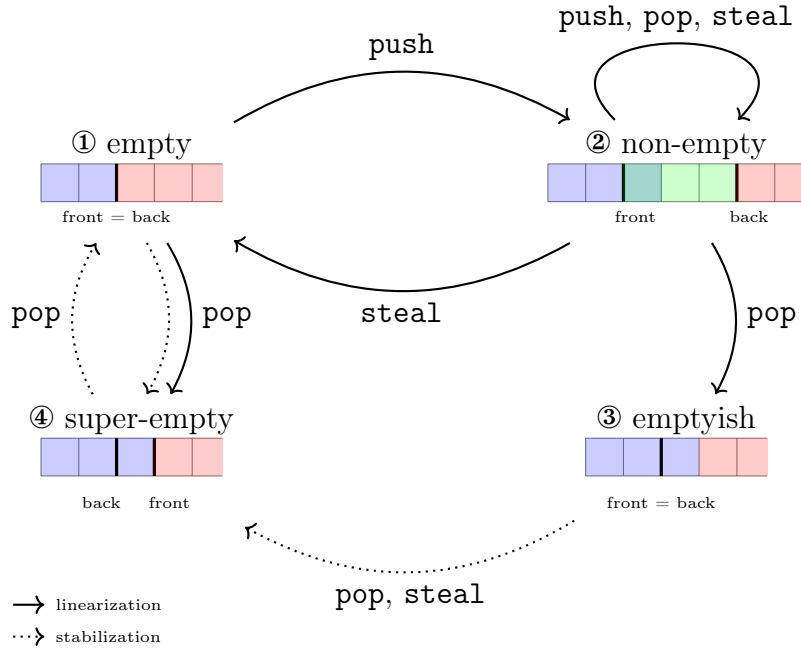 push, pop, steal
push
① empty
② non-empty
front = back
front
back
pop
pop
steal
pop
④ super-empty
③ emptyish
back
front
front = back
pop, steal
linearization
stabilization